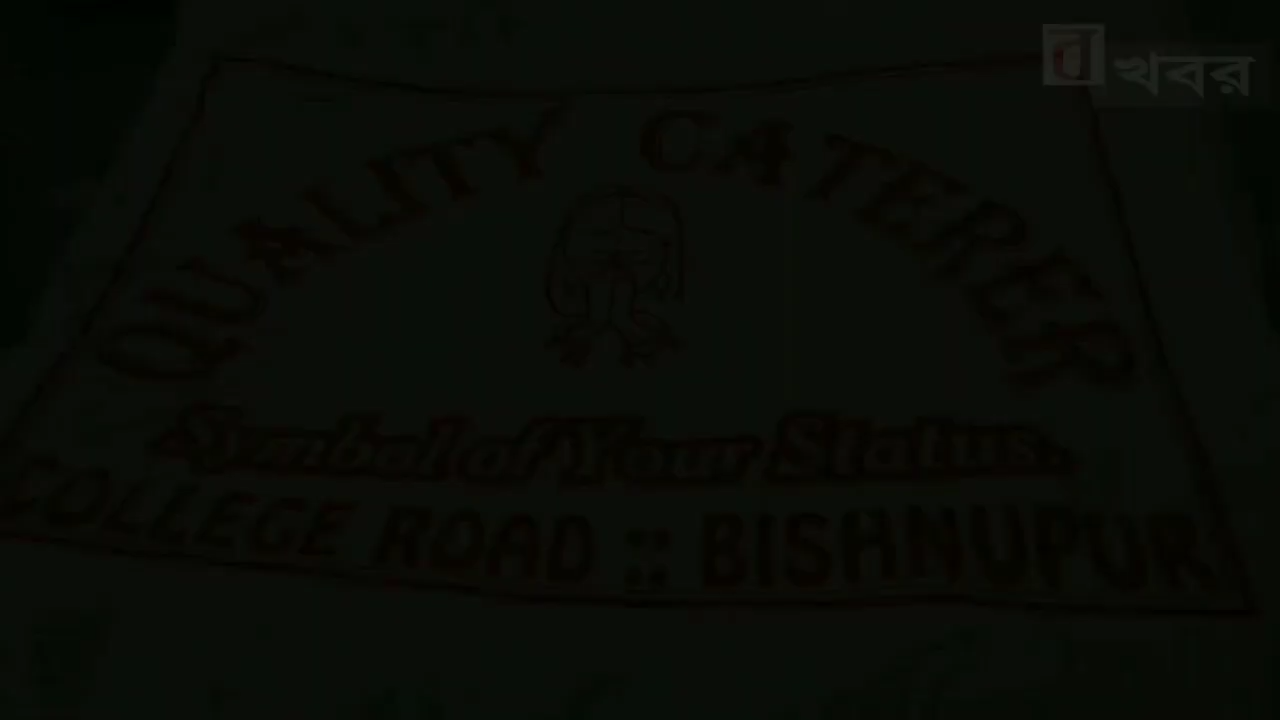 খবর
QUALITY CATERER
Symbol of Your Status.
COLLEGE ROAD :: BISHNUPUR